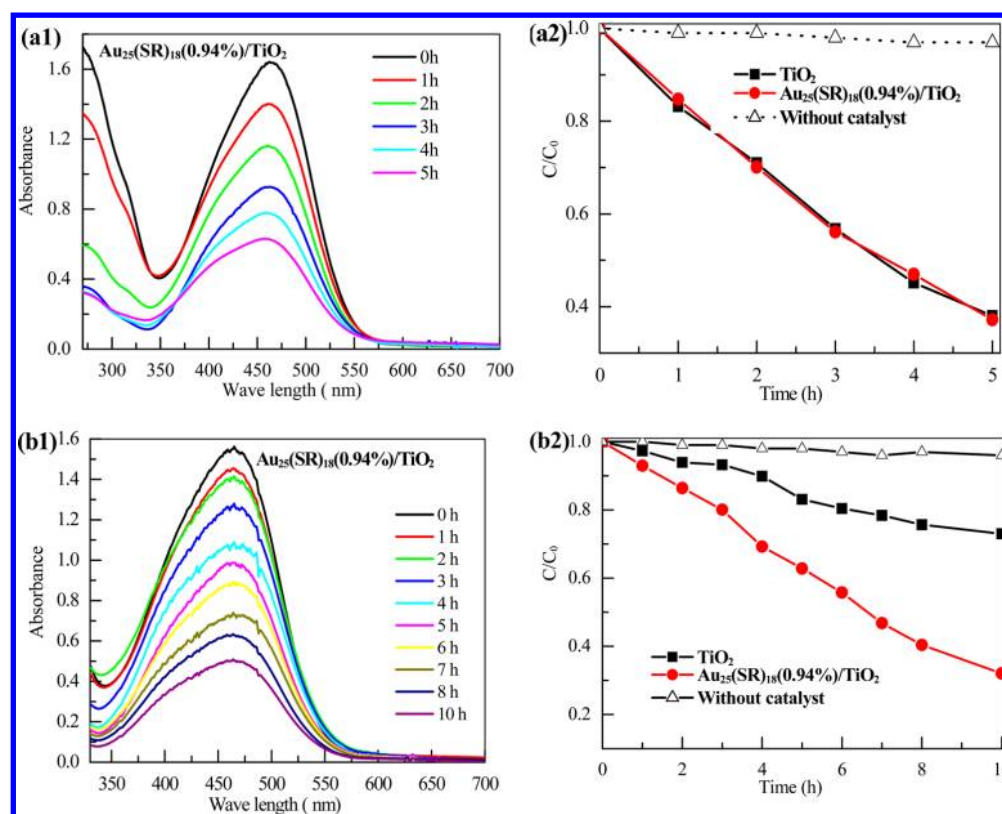 (a1)
Au25(SR)18(0.94%)/TiO2
0h
1h
2h
3h
4h
5h
Absorbance
1.6
1.2
0.8
0.4
0.0
300 350 400 450 500 550 600 650 700
Wave length ( nm)
(a2)
1.0
0.8
0.6
0.4
C/C0
TiO2
Au25(SR)18(0.94%)/TiO2
Without catalyst
0 1 2 3 4 5
Time (h)
(b1)
Au25(SR)18(0.94%)/TiO2
0 h
1 h
2 h
3 h
4 h
5 h
6 h
7 h
8 h
10 h
Absorbance
1.6
1.4
1.2
1.0
0.8
0.6
0.4
0.2
0.0
350 400 450 500 550 600 650 700
Wave length ( nm)
(b2)
1.0
0.8
0.6
0.4
0.2
C/C0
TiO2
Au25(SR)18(0.94%)/TiO2
Without catalyst
0 2 4 6 8
Time (h)